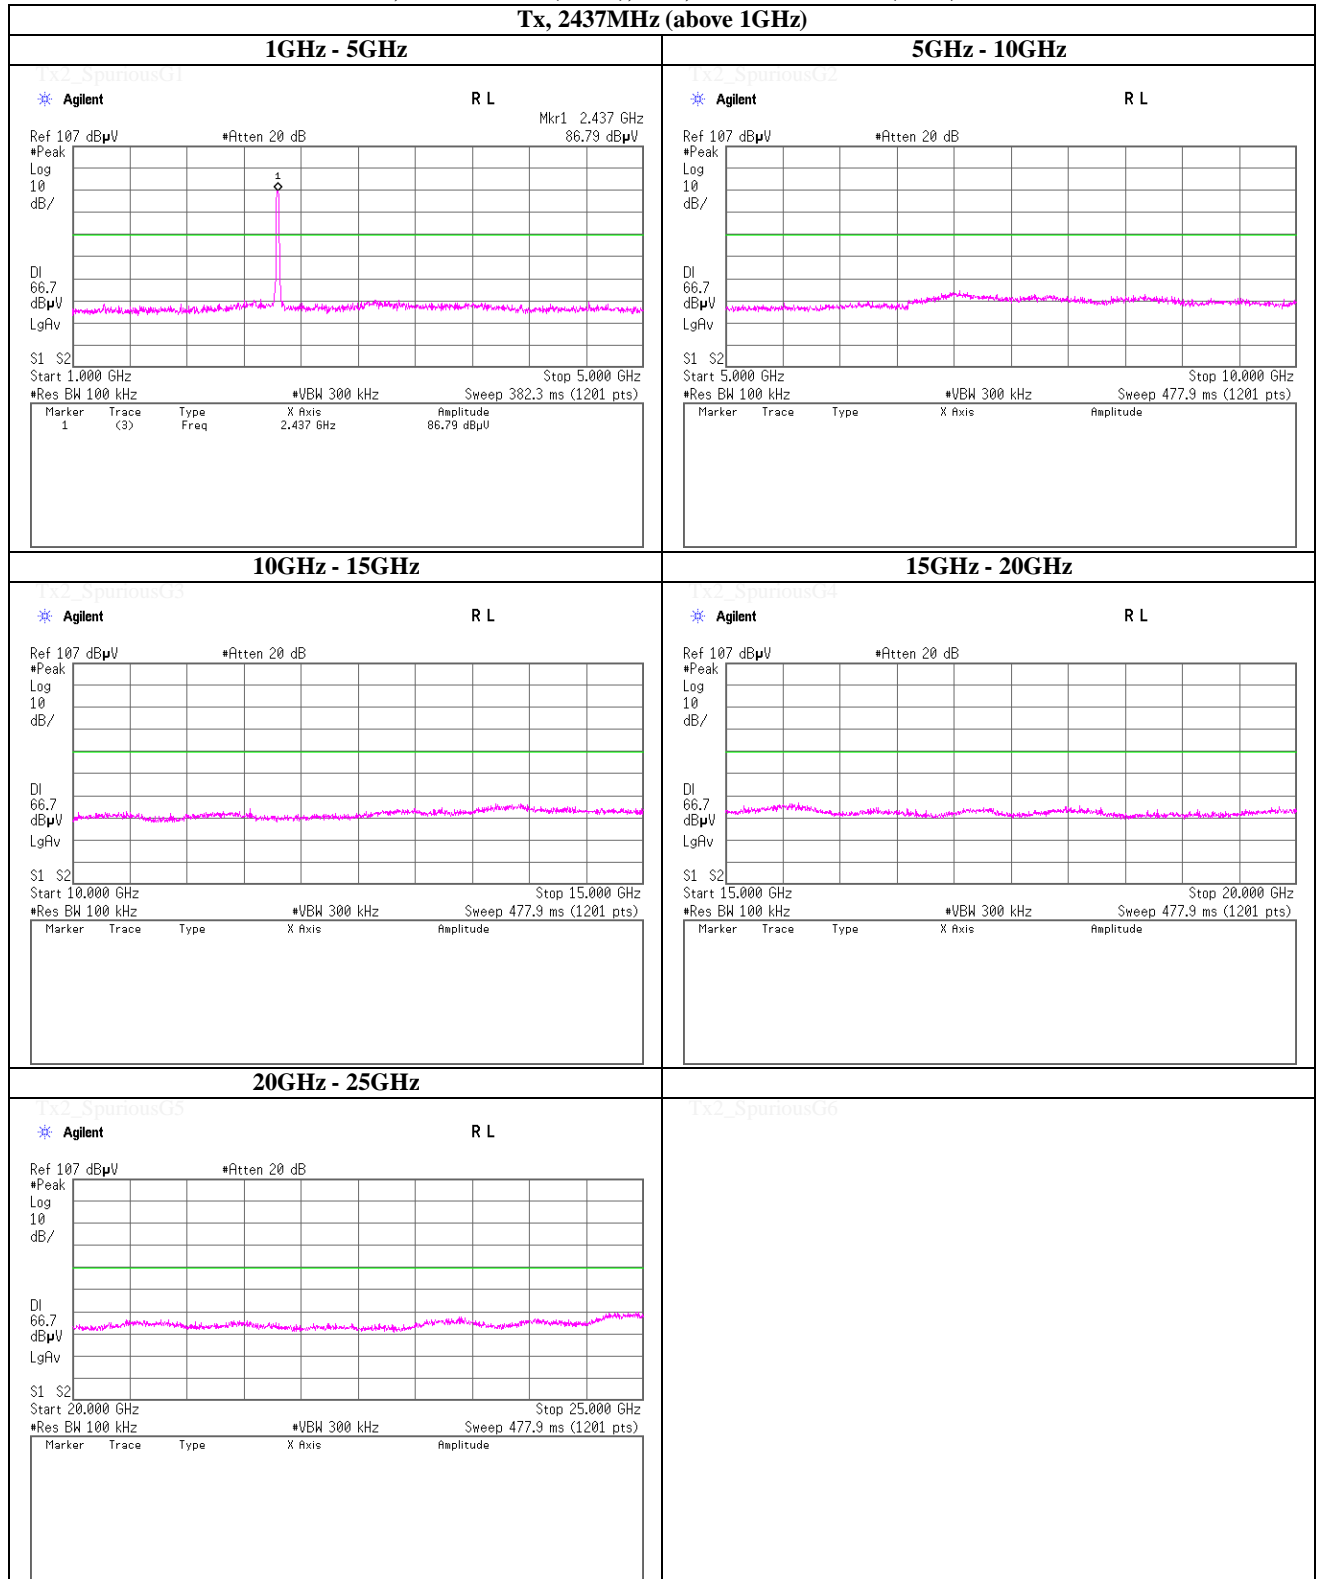 Tx, 2437MHz (above 1GHz)
1GHz - 5GHz
Tx2_SpuriousG1
Agilent
R L
Mkr1 2.437 GHz
Ref 107 dBµV
#Atten 20 dB
86.79 dBµV
#Peak
Log
10
dB/
1
DI
66.7
dBµV
LgAv
S1 S2
Start 1.000 GHz
Stop 5.000 GHz
#Res BW 100 kHz
#VBW 300 kHz
Sweep 382.3 ms (1201 pts)
Marker Trace Type X Axis Amplitude
1 (3) Freq 2.437 GHz 86.79 dBµV
5GHz - 10GHz
Tx2_SpuriousG2
Agilent
R L
Ref 107 dBµV
#Atten 20 dB
#Peak
Log
10
dB/
DI
66.7
dBµV
LgAv
S1 S2
Start 5.000 GHz
Stop 10.000 GHz
#Res BW 100 kHz
#VBW 300 kHz
Sweep 477.9 ms (1201 pts)
Marker Trace Type X Axis Amplitude
10GHz - 15GHz
Tx2_SpuriousG3
Agilent
R L
Ref 107 dBµV
#Atten 20 dB
#Peak
Log
10
dB/
DI
66.7
dBµV
LgAv
S1 S2
Start 10.000 GHz
Stop 15.000 GHz
#Res BW 100 kHz
#VBW 300 kHz
Sweep 477.9 ms (1201 pts)
Marker Trace Type X Axis Amplitude
15GHz - 20GHz
Tx2_SpuriousG4
Agilent
R L
Ref 107 dBµV
#Atten 20 dB
#Peak
Log
10
dB/
DI
66.7
dBµV
LgAv
S1 S2
Start 15.000 GHz
Stop 20.000 GHz
#Res BW 100 kHz
#VBW 300 kHz
Sweep 477.9 ms (1201 pts)
Marker Trace Type X Axis Amplitude
20GHz - 25GHz
Tx2_SpuriousG5
Agilent
R L
Ref 107 dBµV
#Atten 20 dB
#Peak
Log
10
dB/
DI
66.7
dBµV
LgAv
S1 S2
Start 20.000 GHz
Stop 25.000 GHz
#Res BW 100 kHz
#VBW 300 kHz
Sweep 477.9 ms (1201 pts)
Marker Trace Type X Axis Amplitude
Tx2_SpuriousG6